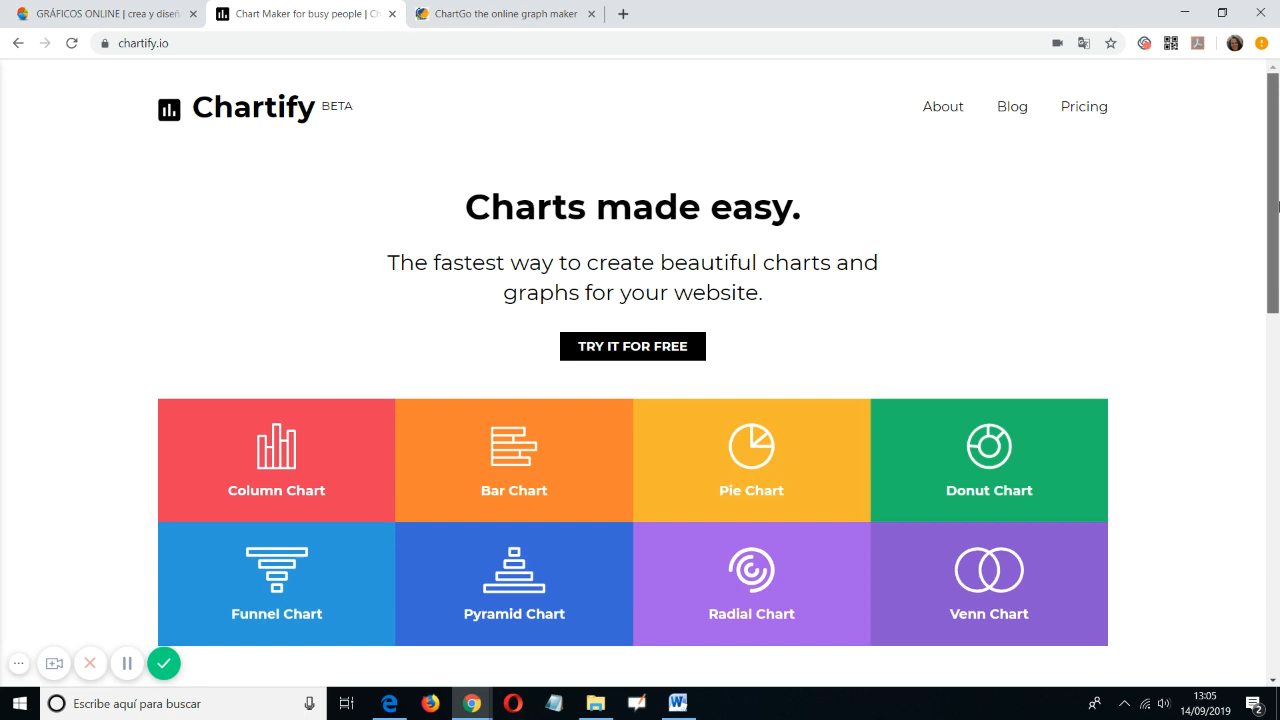 GRÁFICOS ONLINE | crea y diseñ
Chart Maker for busy people | Ch
ChartGo the online graph maker
chartify.io
Chartify BETA
About Blog Pricing
Charts made easy.
The fastest way to create beautiful charts and
graphs for your website.
TRY IT FOR FREE
Column Chart
Bar Chart
Pie Chart
Donut Chart
Funnel Chart
Pyramid Chart
Radial Chart
Venn Chart
Escribe aquí para buscar
13:05
14/09/2019
2